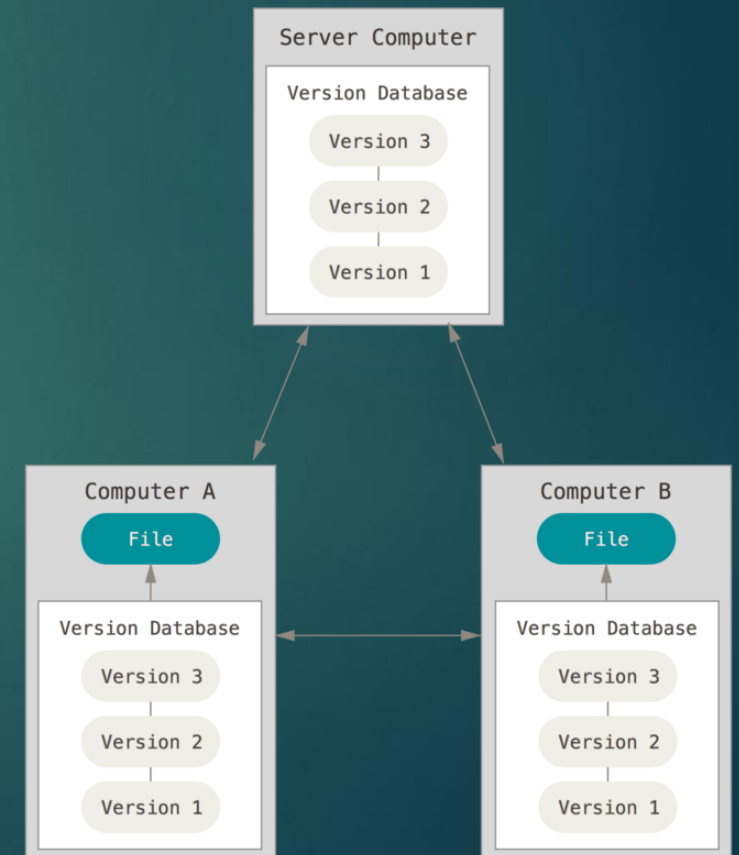 Server Computer
Version Database
Version 3
Version 2
Version 1
Computer A
File
Version Database
Version 3
Version 2
Version 1
Computer B
File
Version Database
Version 3
Version 2
Version 1